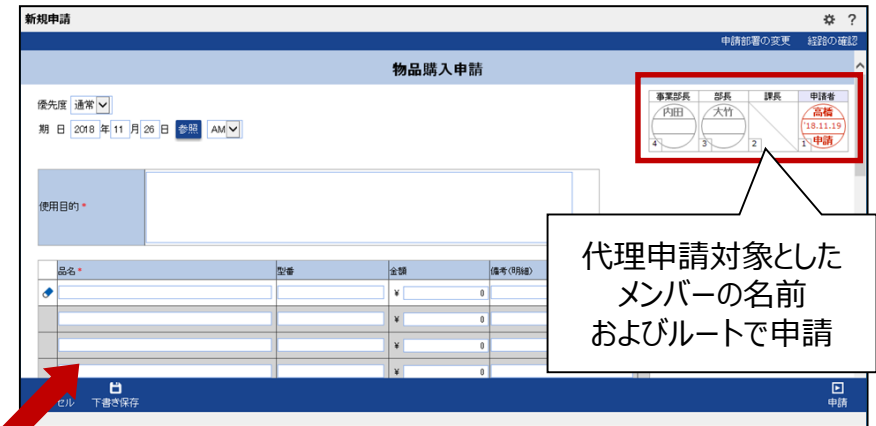 新規申請
?
申請部署の変更 経路の確認
物品購入申請
優先度 通常
期 日 2018 年 11 月 26 日 参照 AM
事業部長 部長 課長 申請者
内田 大竹 高橋
'18.11.19
申請
4 3 2 1
使用目的 *
品名 * 型番 金額 備考(明細)
¥ 0
¥ 0
¥ 0
¥ 0
セル 下書き保存 申請
代理申請対象とした
メンバーの名前
およびルートで申請